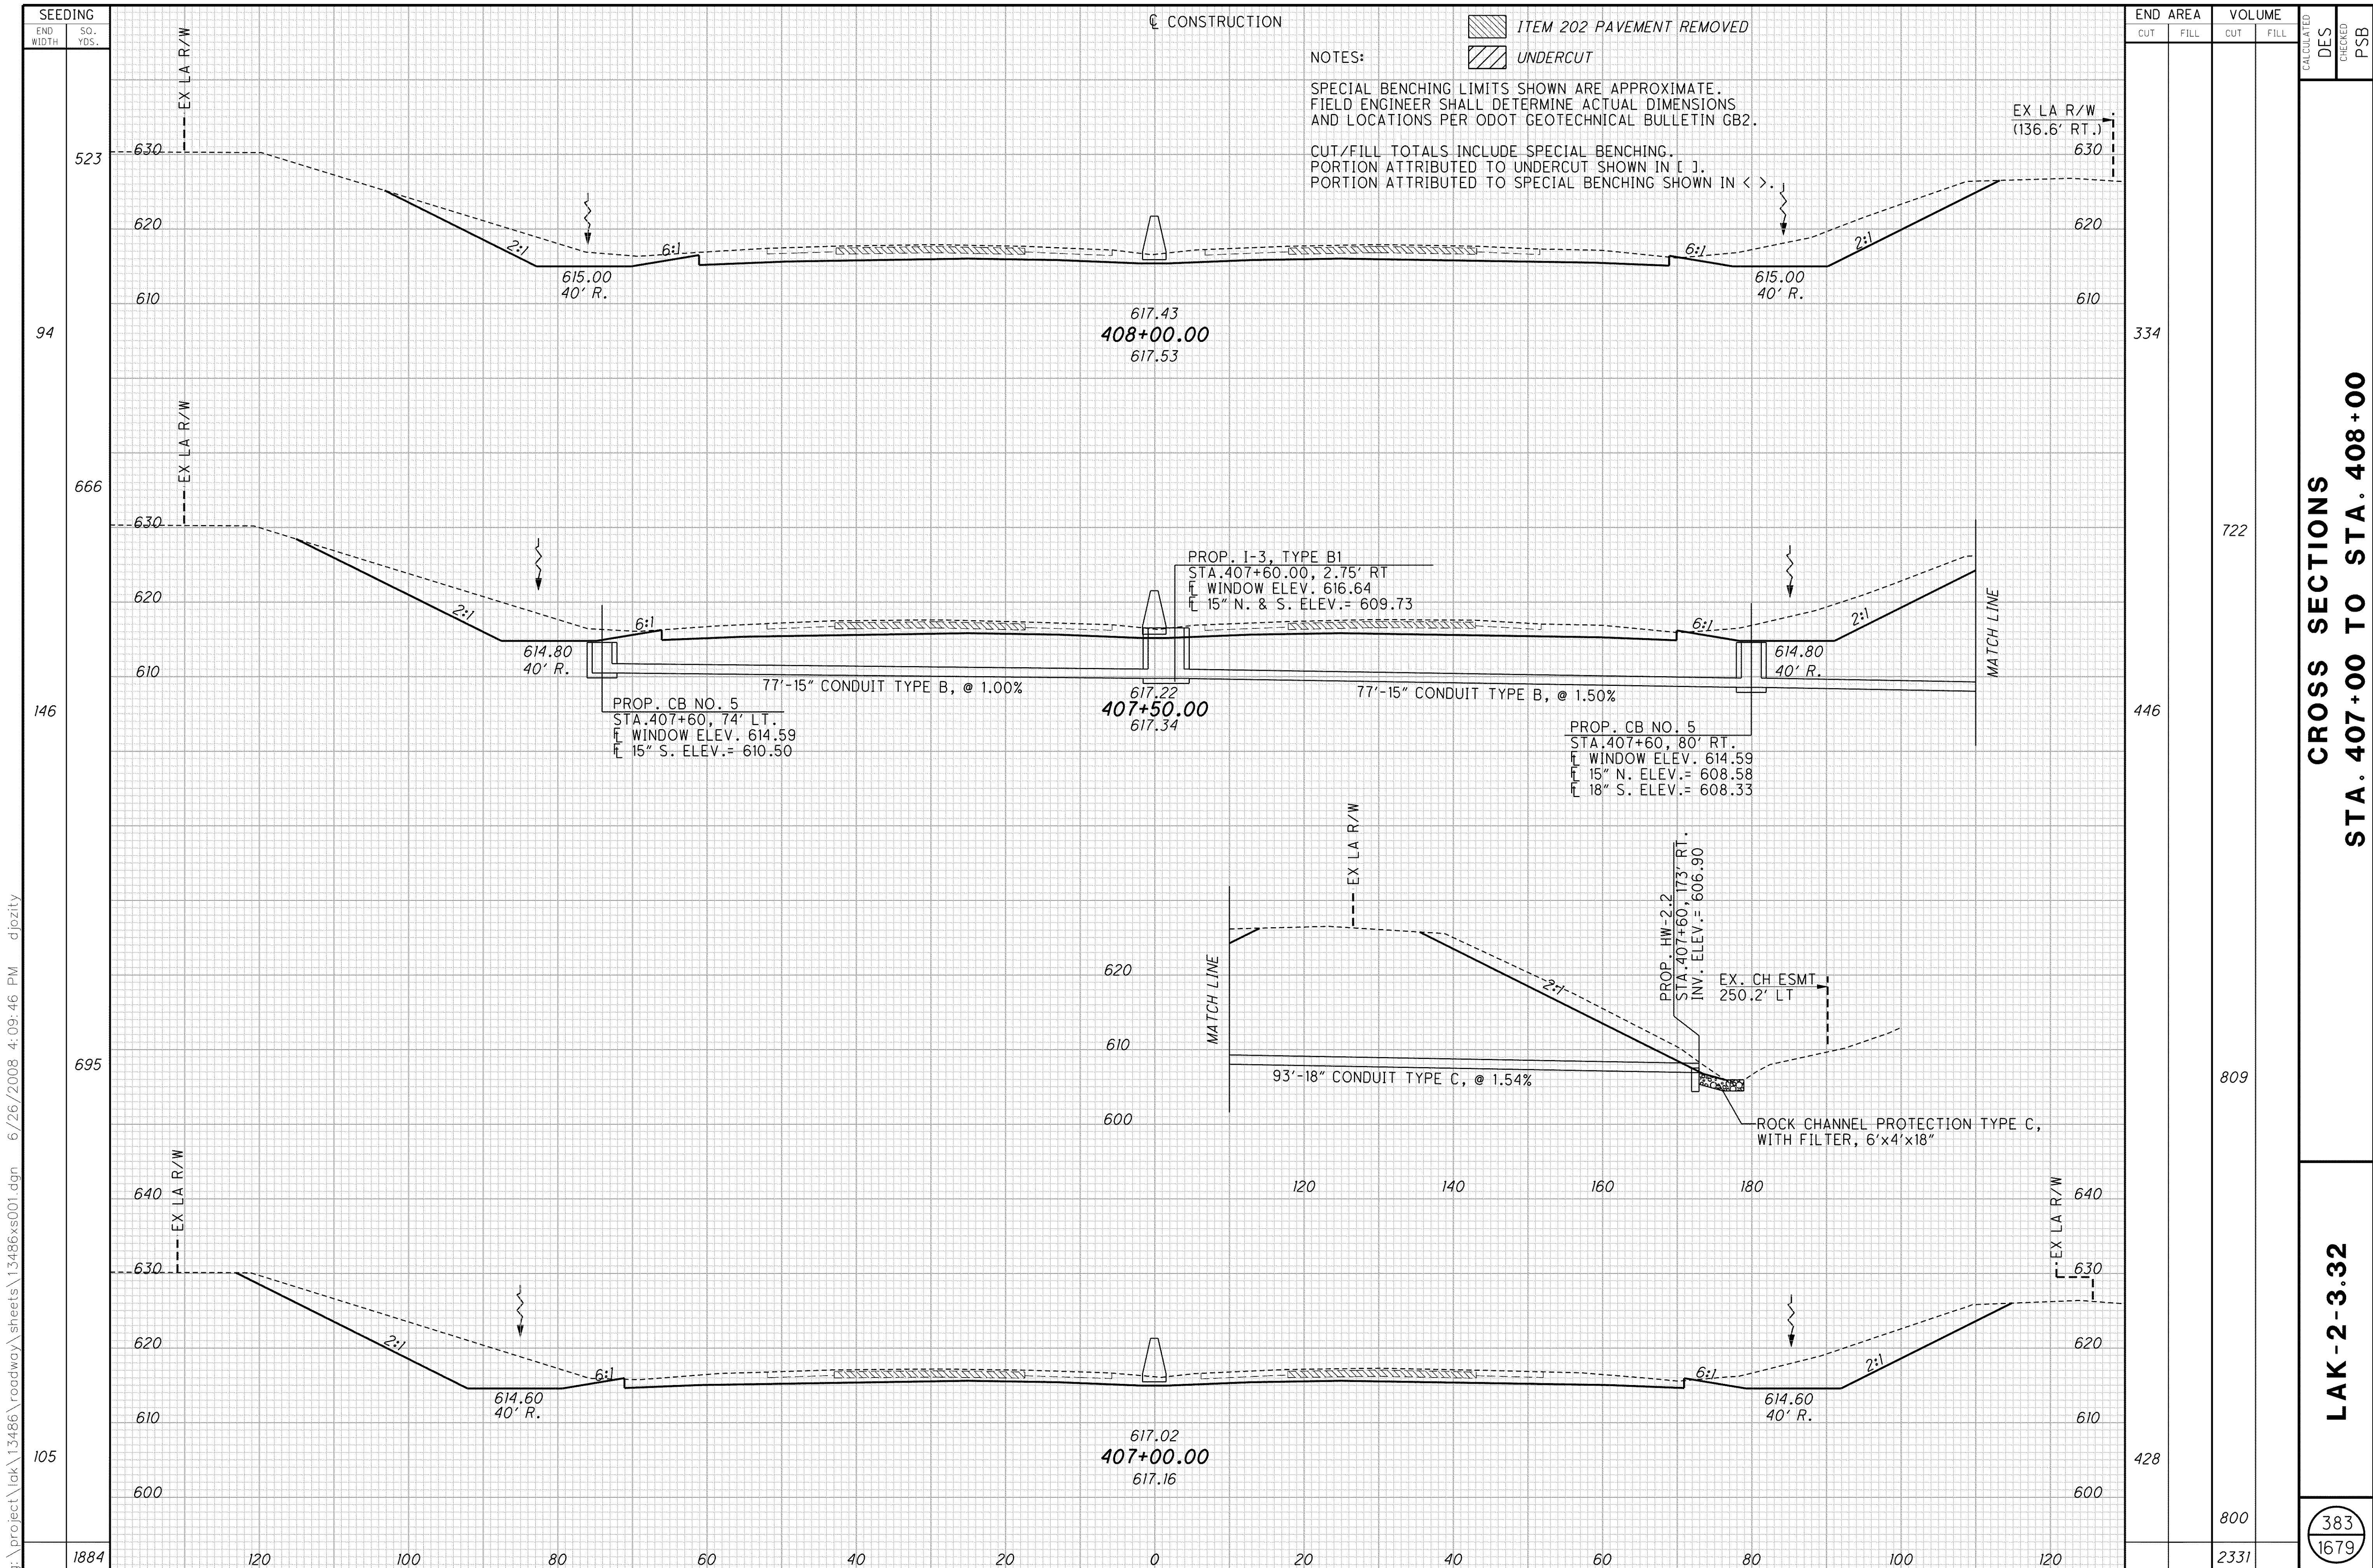 SEEDING
END WIDTH
SQ. YDS.
℄ CONSTRUCTION
ITEM 202 PAVEMENT REMOVED
NOTES:
UNDERCUT
SPECIAL BENCHING LIMITS SHOWN ARE APPROXIMATE.
FIELD ENGINEER SHALL DETERMINE ACTUAL DIMENSIONS
AND LOCATIONS PER ODOT GEOTECHNICAL BULLETIN GB2.
CUT/FILL TOTALS INCLUDE SPECIAL BENCHING.
PORTION ATTRIBUTED TO UNDERCUT SHOWN IN [ ].
PORTION ATTRIBUTED TO SPECIAL BENCHING SHOWN IN < >.
END AREA
VOLUME
CUT
FILL
CUT
FILL
CALCULATED
DES
CHECKED
PSB
EX LA R/W
EX LA R/W
(136.6' RT.)
523
630
630
620
620
2:1
6:1
6:1
2:1
615.00
40' R.
615.00
40' R.
610
610
617.43
408+00.00
617.53
94
334
EX LA R/W
666
630
722
620
2:1
6:1
PROP. I-3, TYPE B1
STA.407+60.00, 2.75' RT
℄ WINDOW ELEV. 616.64
℄ 15" N. & S. ELEV.= 609.73
6:1
2:1
MATCH LINE
614.80
40' R.
614.80
40' R.
610
77'-15" CONDUIT TYPE B, @ 1.00%
77'-15" CONDUIT TYPE B, @ 1.50%
617.22
407+50.00
617.34
146
446
PROP. CB NO. 5
STA.407+60, 74' LT.
℄ WINDOW ELEV. 614.59
℄ 15" S. ELEV.= 610.50
PROP. CB NO. 5
STA.407+60, 80' RT.
℄ WINDOW ELEV. 614.59
℄ 15" N. ELEV.= 608.58
℄ 18" S. ELEV.= 608.33
EX LA R/W
PROP. HW-2.2
STA.407+60, 173' RT.
INV. ELEV.= 606.90
620
MATCH LINE
2:1
EX. CH ESMT
250.2' LT
610
695
809
93'-18" CONDUIT TYPE C, @ 1.54%
600
ROCK CHANNEL PROTECTION TYPE C,
WITH FILTER, 6'x4'x18"
120 140 160 180
EX LA R/W
EX LA R/W
640
640
630
630
620
620
2:1
6:1
6:1
2:1
614.60
40' R.
614.60
40' R.
610
610
617.02
407+00.00
617.16
105
428
600
600
800
1884
120 100 80 60 40 20 0 20 40 60 80 100 120
2331
CROSS SECTIONS
STA. 407+00 TO STA. 408+00
LAK-2-3.32
383
1679
g:\project\lak\13486\roadway\sheets\13486xs001.dgn 6/26/2008 4:09:46 PM djozity